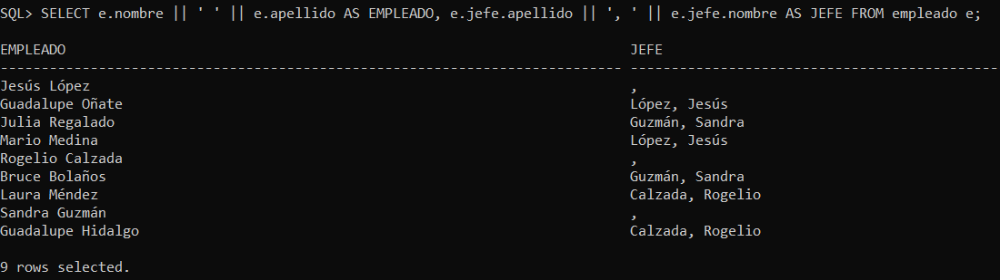 SQL> SELECT e.nombre || ' ' || e.apellido AS EMPLEADO, e.jefe.apellido || ', ' || e.jefe.nombre AS JEFE FROM empleado e;
EMPLEADO JEFE
---------------------------------------------------------------------------- ---------------------------------------------
Jesús López ,
Guadalupe Oñate López, Jesús
Julia Regalado Guzmán, Sandra
Mario Medina López, Jesús
Rogelio Calzada ,
Bruce Bolaños Guzmán, Sandra
Laura Méndez Calzada, Rogelio
Sandra Guzmán ,
Guadalupe Hidalgo Calzada, Rogelio
9 rows selected.